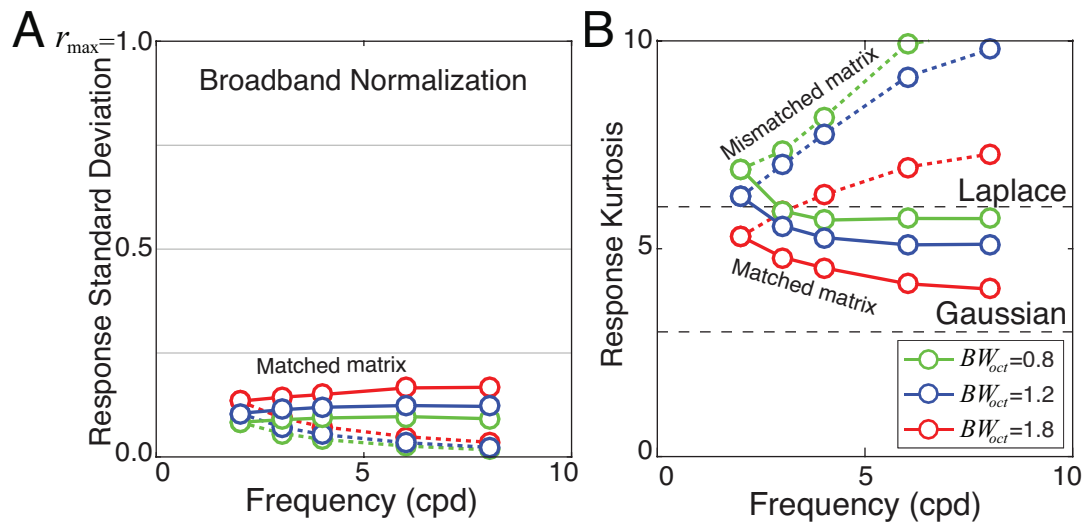 A
r_max=1.0
Broadband Normalization
Response Standard Deviation
0.5
Matched matrix
0.0
5
10
Frequency (cpd)
B
10
Mismatched matrix
Laplace
Response Kurtosis
5
Matched matrix
Gaussian
BW_oct=0.8
BW_oct=1.2
BW_oct=1.8
0
5
10
Frequency (cpd)